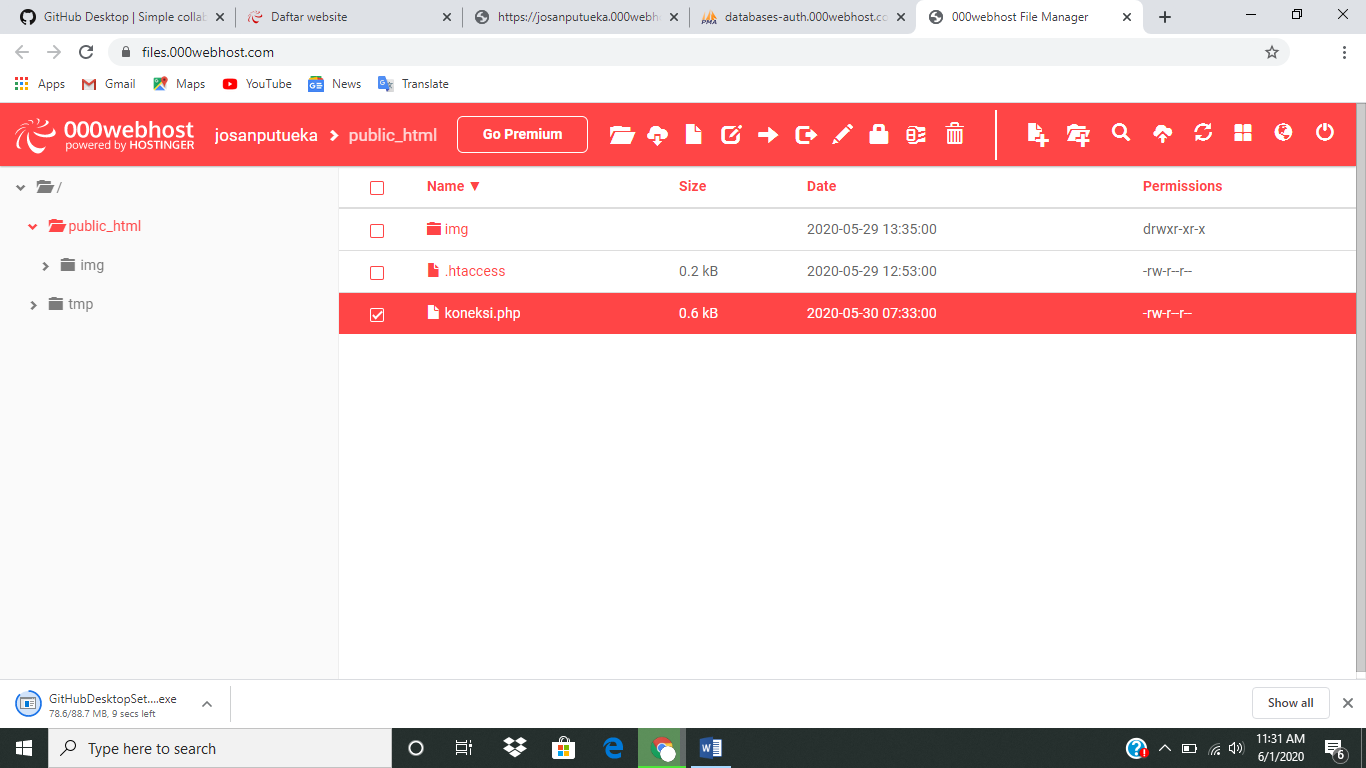 GitHub Desktop | Simple collab
Daftar website
https://josanputueka.000webh
databases-auth.000webhost.co
000webhost File Manager
files.000webhost.com
Apps
Gmail
Maps
YouTube
News
Translate
000webhost
powered by HOSTINGER
josanputueka > public_html
Go Premium
/
public_html
img
tmp
Name ▼ Size Date Permissions
img 2020-05-29 13:35:00 drwxr-xr-x
.htaccess 0.2 kB 2020-05-29 12:53:00 -rw-r--r--
koneksi.php 0.6 kB 2020-05-30 07:33:00 -rw-r--r--
GitHubDesktopSet....exe
78.6/88.7 MB, 9 secs left
Show all
Type here to search
11:31 AM
6/1/2020
6